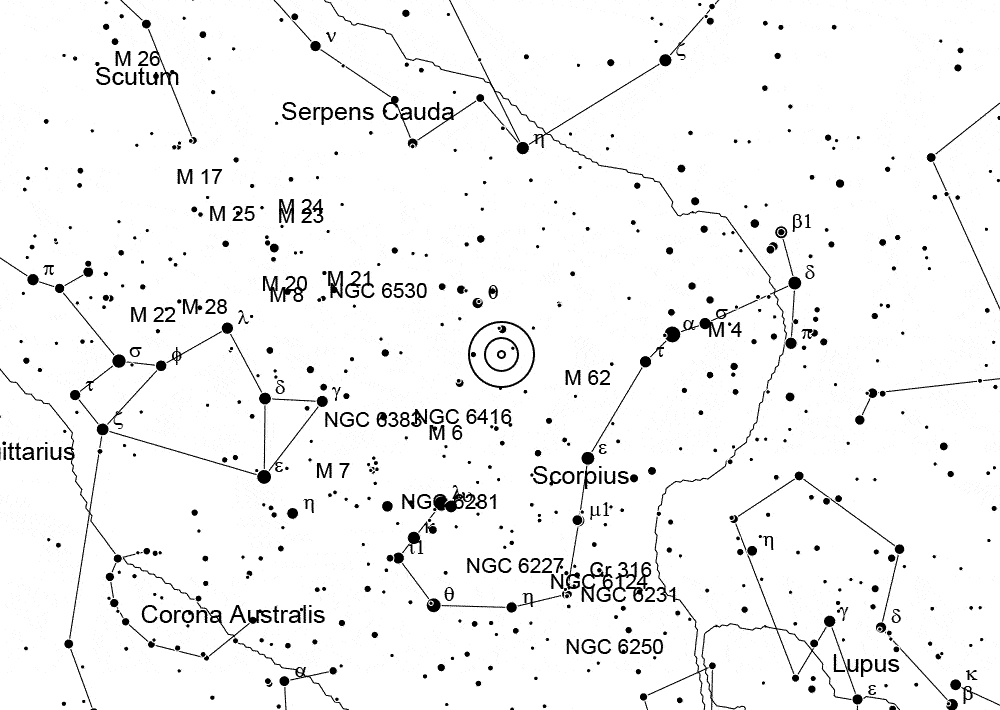 ν
ζ
M 26
Scutum
Serpens Cauda
η
M 17
M 24
M 25
M 23
β1
π
δ
M 20
M 21
M 8
NGC 6530
θ
M 28
M 22
λ
σ
α
M 4
π
σ
φ
τ
M 62
τ
δ
γ
ζ
NGC 6383
NGC 6416
M 6
ittarius
ε
M 7
ε
Scorpius
η
NGC 6281
λ
μ1
κ
ι1
η
NGC 6227
Cr 316
NGC 6124
NGC 6231
θ
η
Corona Australis
γ
δ
NGC 6250
Lupus
α
κ
ε
β